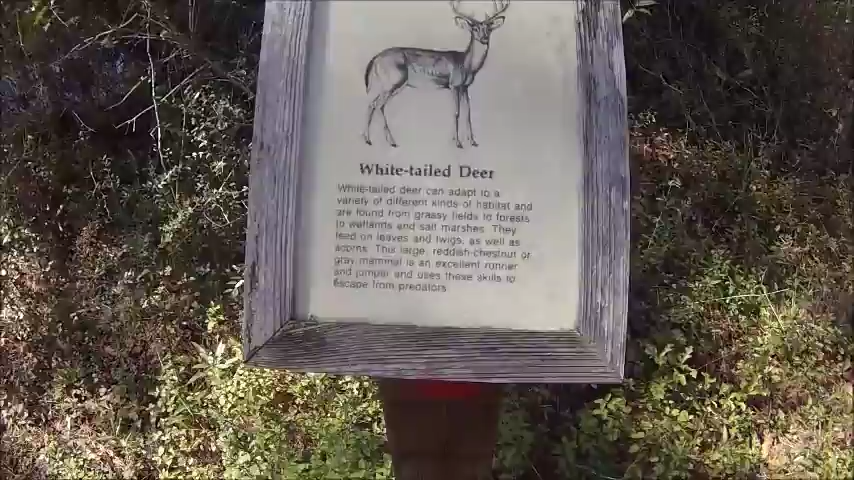 White-tailed Deer
White-tailed deer can adapt to a
variety of different kinds of habitat and
are found from grassy fields to forests
to wetlands and salt marshes. They
feed on leaves and twigs, as well as
acorns. This large, reddish-chestnut or
gray mammal is an excellent runner
and jumper and uses these skills to
escape from predators.